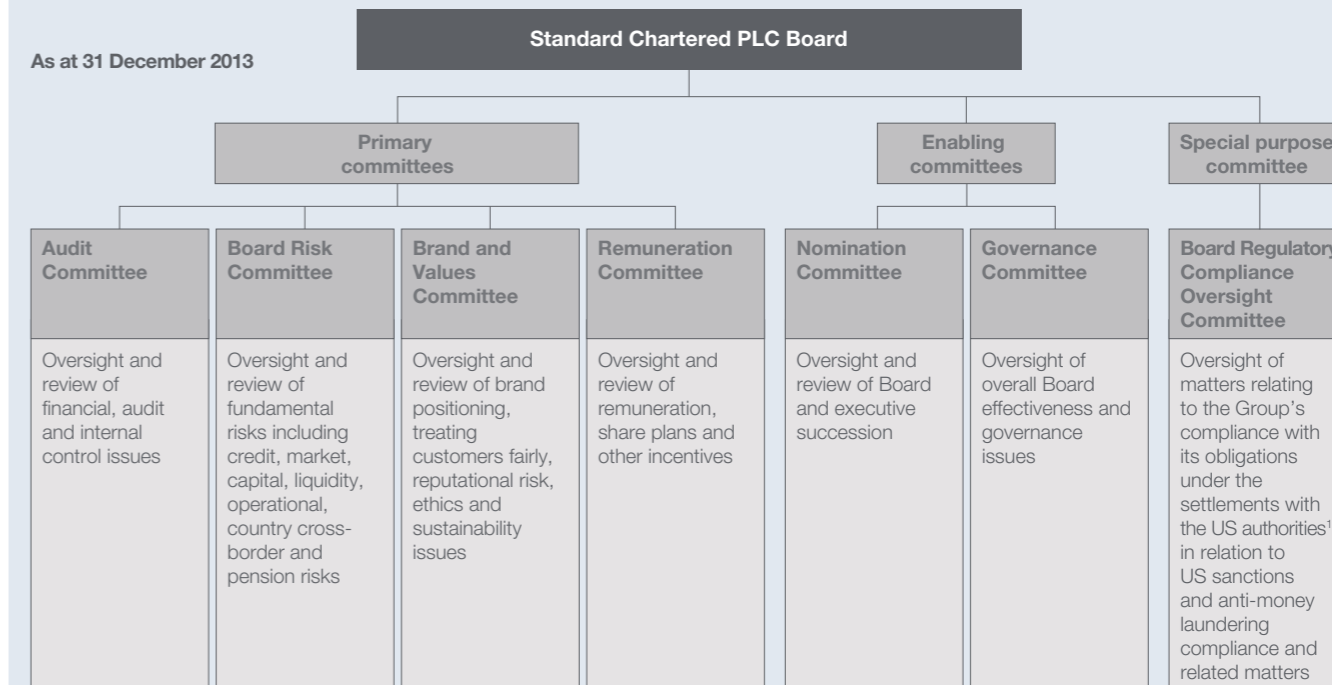 Standard Chartered PLC Board
As at 31 December 2013
Primary
committees
Enabling
committees
Special purpose
committee
Audit
Committee
Oversight and
review of
financial, audit
and internal
control issues
Board Risk
Committee
Oversight and
review of
fundamental
risks including
credit, market,
capital, liquidity,
operational,
country cross-
border and
pension risks
Brand and
Values
Committee
Oversight and
review of brand
positioning,
treating
customers fairly,
reputational risk,
ethics and
sustainability
issues
Remuneration
Committee
Oversight and
review of
remuneration,
share plans and
other incentives
Nomination
Committee
Oversight and
review of Board
and executive
succession
Governance
Committee
Oversight of
overall Board
effectiveness and
governance
issues
Board Regulatory
Compliance
Oversight
Committee
Oversight of
matters relating
to the Group's
compliance with
its obligations
under the
settlements with
the US authorities¹
in relation to
US sanctions
and anti-money
laundering
compliance and
related matters